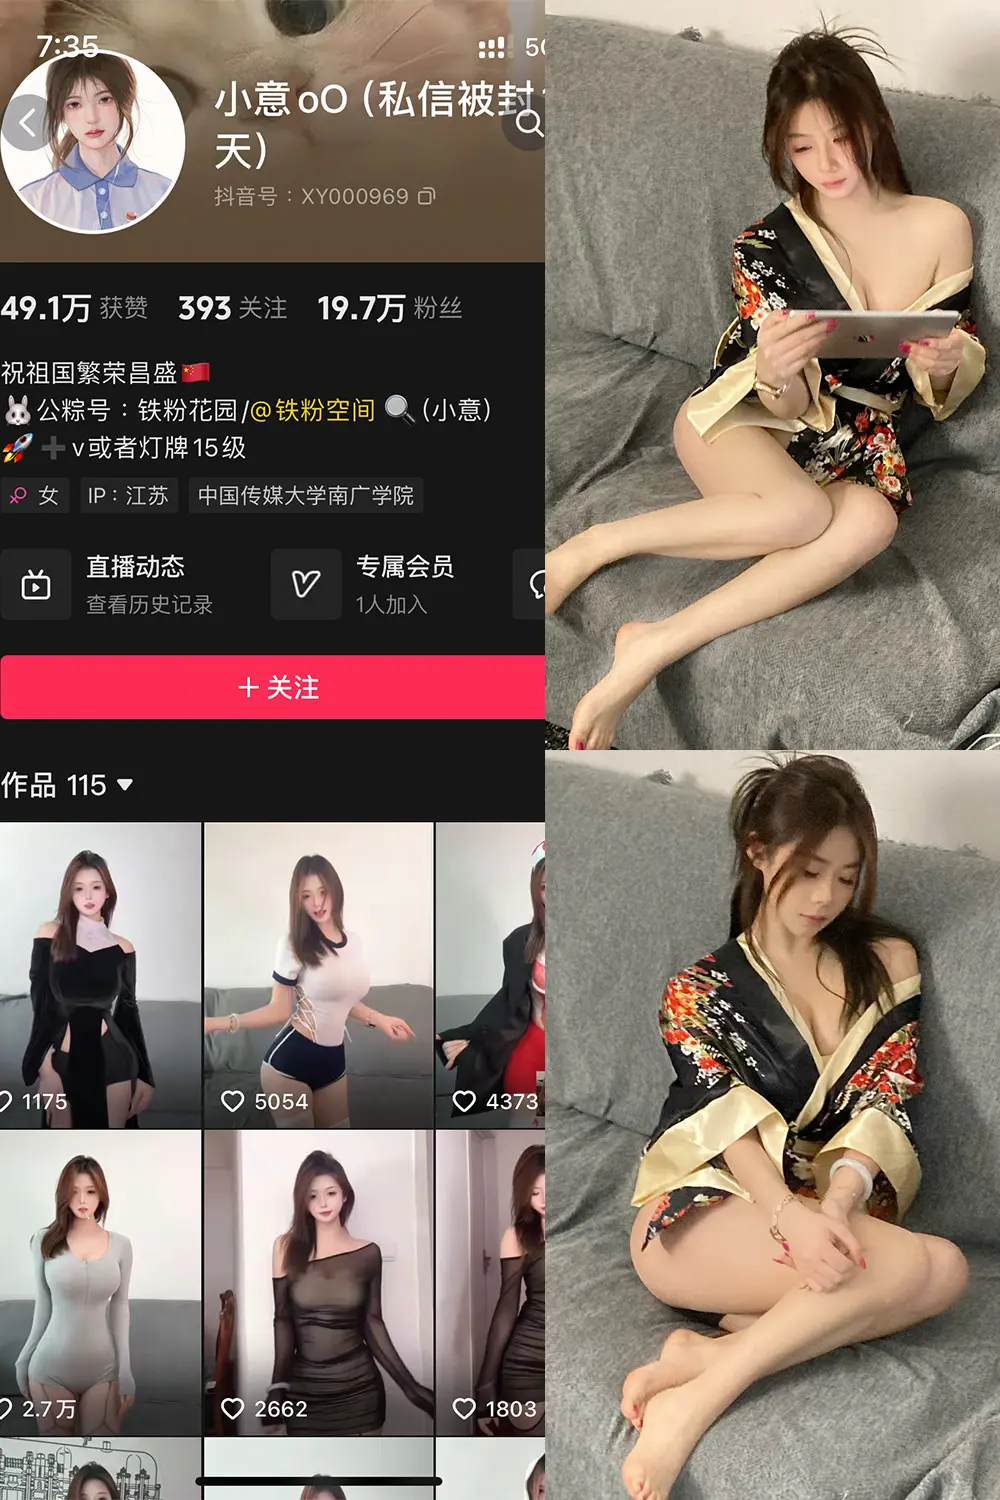 7:35
小意oO（私信被封
天）
抖音号：XY000969
49.1万 获赞 393 关注 19.7万 粉丝
祝祖国繁荣昌盛🇨🇳
🐰公粽号：铁粉花园/@铁粉空间 🔍(小意)
🚀➕v或者灯牌15级
女 IP：江苏 中国传媒大学南广学院
直播动态 专属会员
查看历史记录 1人加入
+ 关注
作品 115
1175 5054 4373
2.7万 2662 1803